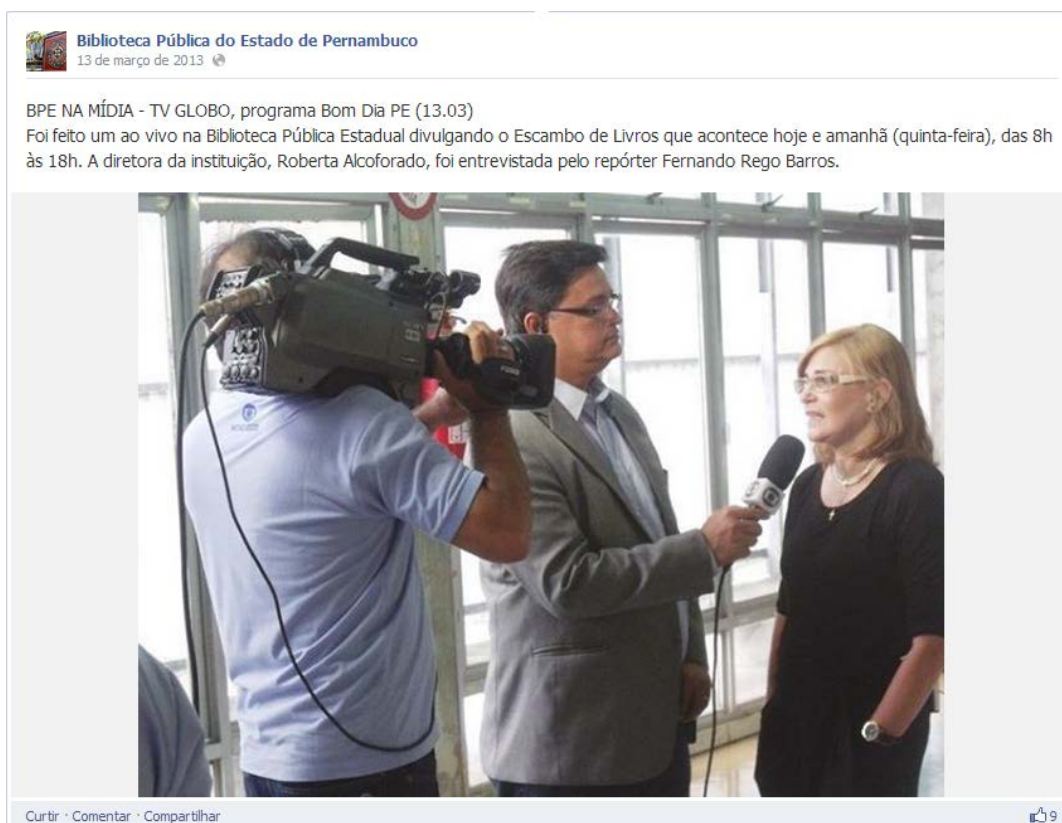 Biblioteca Pública do Estado de Pernambuco
13 de março de 2013
BPE NA MÍDIA - TV GLOBO, programa Bom Dia PE (13.03)
Foi feito um ao vivo na Biblioteca Pública Estadual divulgando o Escambo de Livros que acontece hoje e amanhã (quinta-feira), das 8h
às 18h. A diretora da instituição, Roberta Alcoforado, foi entrevistada pelo repórter Fernando Rego Barros.
Curtir · Comentar · Compartilhar
9